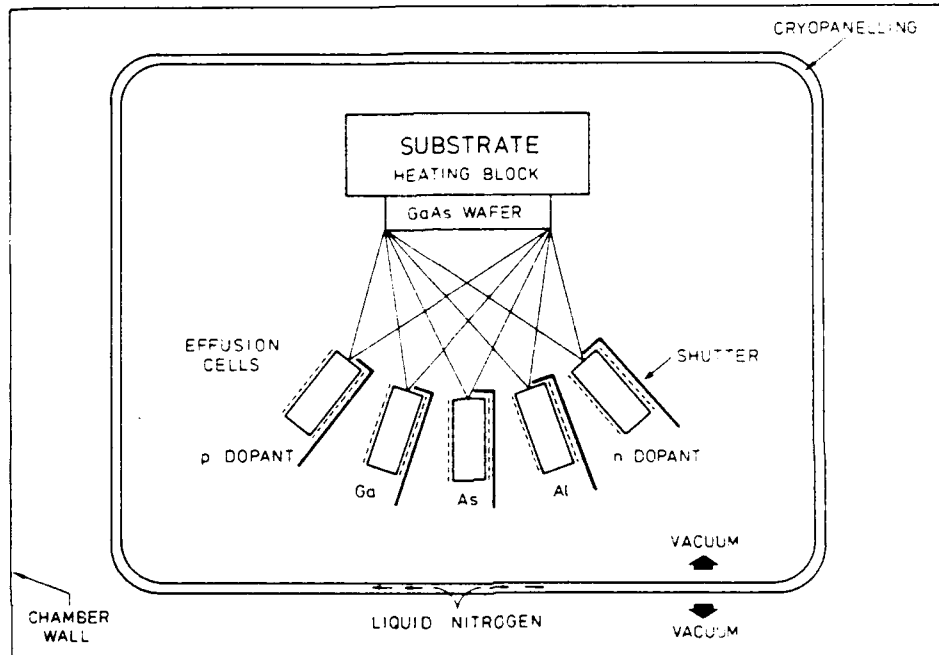 CRYOPANELLING
SUBSTRATE
HEATING BLOCK
GaAs WAFER
EFFUSION
CELLS
SHUTTER
p DOPANT
n DOPANT
Ga
As
Al
VACUUM
CHAMBER
WALL
LIQUID NITROGEN
VACUUM